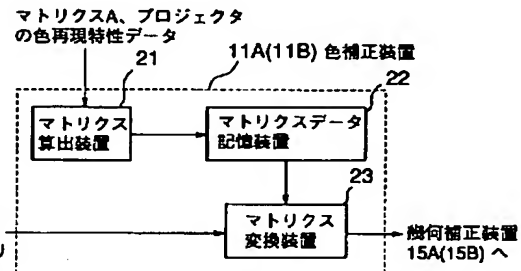 マトリクスA、プロジェクタ
の色再現特性データ
21
11A(11B) 色補正装置
22
マトリクス
算出装置
マトリクスデータ
記憶装置
23
マトリクス
変換装置
幾何補正装置
15A(15B) へ